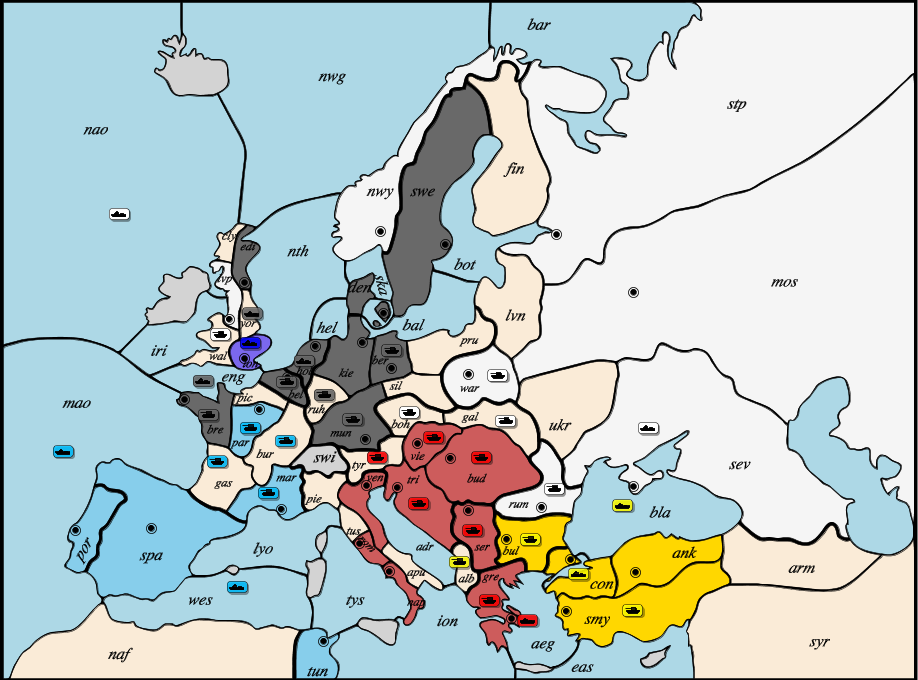 bar
nwg
stp
nao
fin
nwy
swe
cly
edi
nth
bot
mos
lvp
den
ska
lvn
yor
hel
bal
iri
wal
lon
pru
hol
kie
ber
eng
war
sil
mao
pic
bel
ruh
bre
boh
gal
ukr
par
mun
bur
swi
tyr
vie
sev
gas
mar
ven
tri
bud
rum
pie
bla
tus
por
spa
lyo
rom
adr
ser
bul
ank
apu
alb
gre
con
arm
wes
tys
nap
ion
smy
naf
aeg
syr
tun
eas